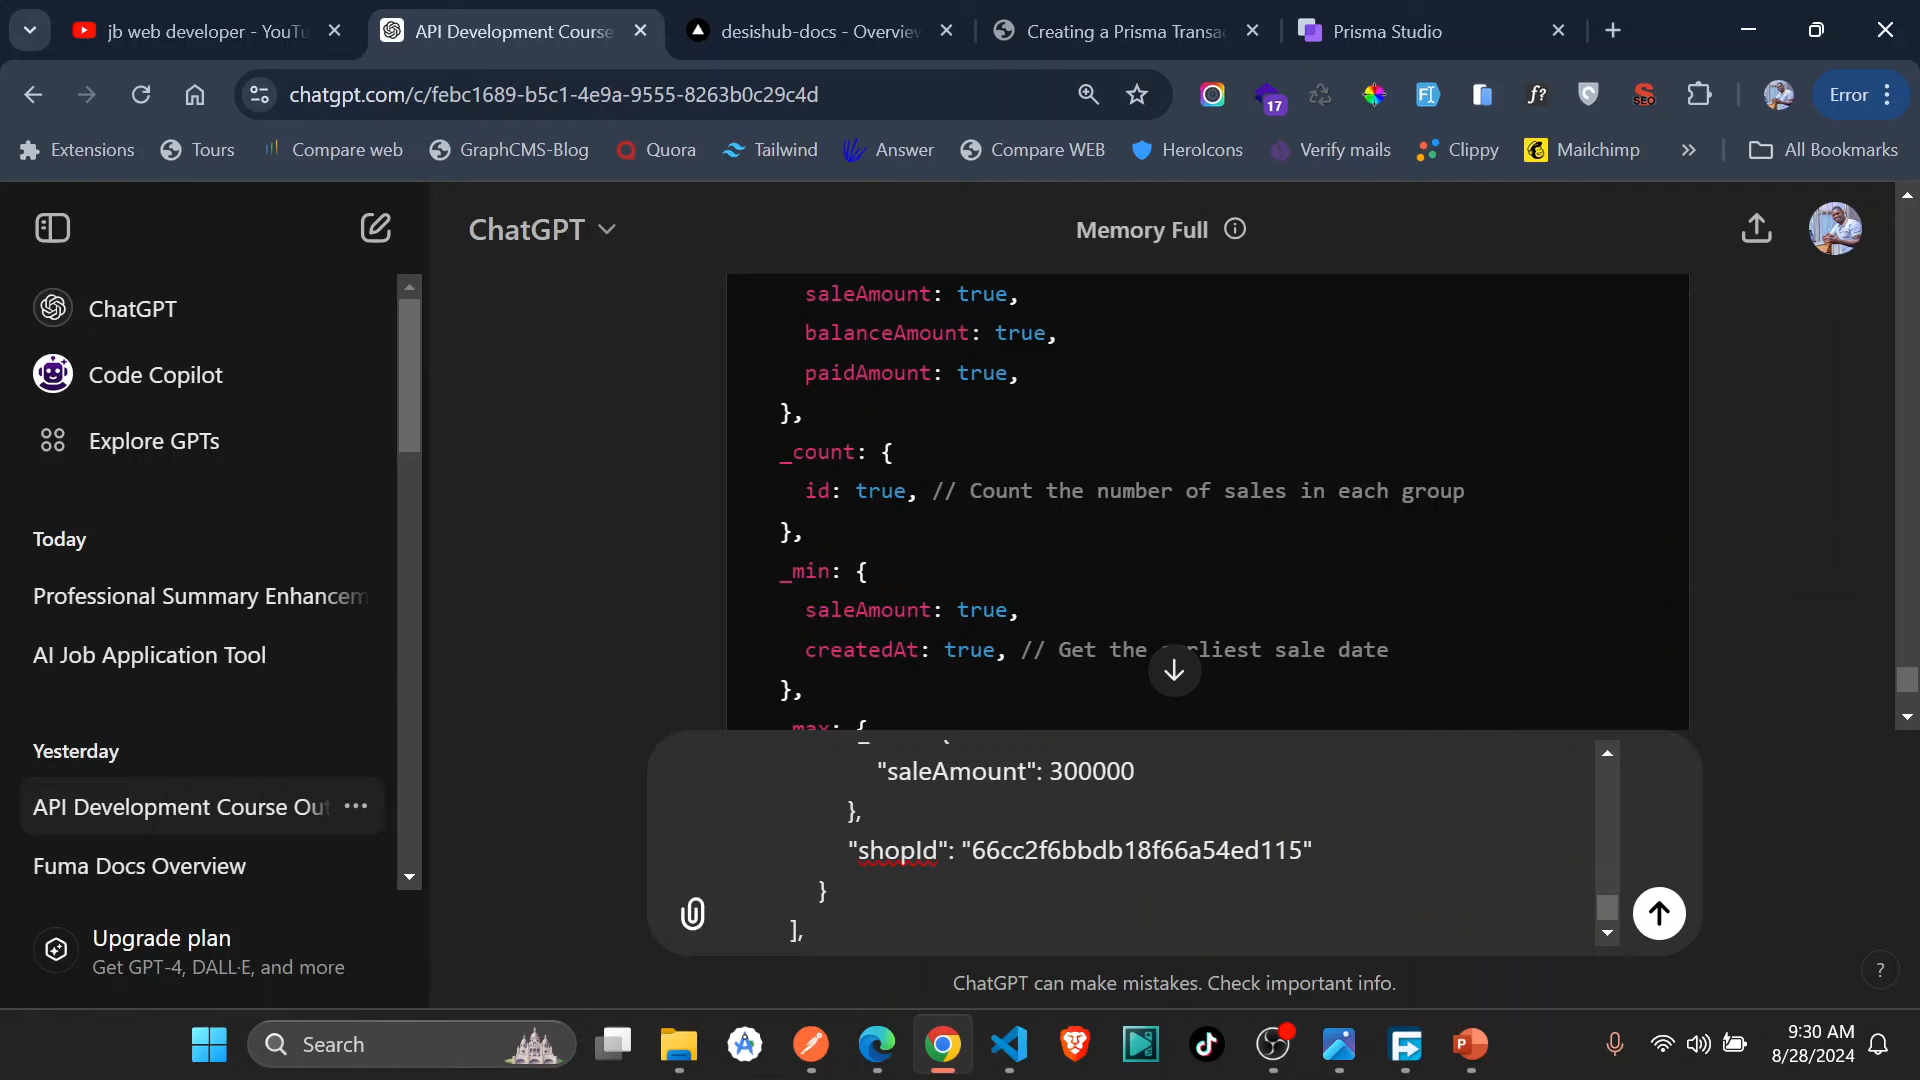 jb web developer - YouTu
API Development Course
desishub-docs - Overview
Creating a Prisma Transac
Prisma Studio
chatgpt.com/c/febc1689-b5c1-4e9a-9555-8263b0c29c4d
17
f?
SEO
Error
Extensions
Tours
Compare web
GraphCMS-Blog
Quora
Tailwind
Answer
Compare WEB
HeroIcons
Verify mails
Clippy
Mailchimp
»
All Bookmarks
ChatGPT
Memory Full
ChatGPT
Code Copilot
Explore GPTs
Today
Professional Summary Enhancem
AI Job Application Tool
Yesterday
API Development Course Out
Fuma Docs Overview
Upgrade plan
Get GPT-4, DALL·E, and more
saleAmount: true,
balanceAmount: true,
paidAmount: true,
},
_count: {
id: true, // Count the number of sales in each group
},
_min: {
saleAmount: true,
createdAt: true, // Get the earliest sale date
},
_max: {
"saleAmount": 300000
},
"shopId": "66cc2f6bbdb18f66a54ed115"
}
],
ChatGPT can make mistakes. Check important info.
?
Search
9:30 AM
8/28/2024